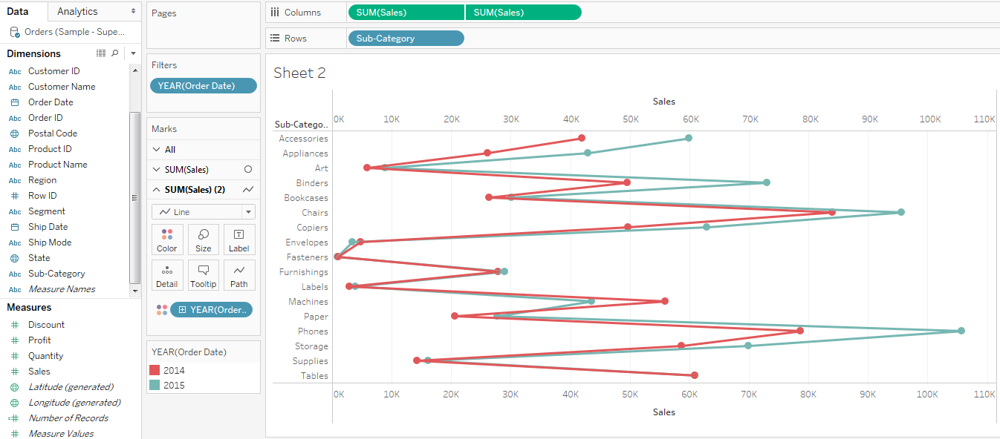 Data
Analytics
Orders (Sample - Supe...
Dimensions
Abc Customer ID
Abc Customer Name
Order Date
Abc Order ID
Postal Code
Abc Product ID
Abc Product Name
Abc Region
Row ID
Abc Segment
Ship Date
Abc Ship Mode
State
Abc Sub-Category
Abc Measure Names
Measures
Discount
Profit
Quantity
Sales
Latitude (generated)
Longitude (generated)
Number of Records
Measure Values
Pages
Filters
YEAR(Order Date)
Marks
All
SUM(Sales)
SUM(Sales) (2)
Line
Color Size Label
Detail Tooltip Path
YEAR(Order..
YEAR(Order Date)
2014
2015
Columns SUM(Sales) SUM(Sales)
Rows Sub-Category
Sheet 2
Sales
0K 10K 20K 30K 40K 50K 60K 70K 80K 90K 100K 110K
Sub-Catego..
Accessories
Appliances
Art
Binders
Bookcases
Chairs
Copiers
Envelopes
Fasteners
Furnishings
Labels
Machines
Paper
Phones
Storage
Supplies
Tables
0K 10K 20K 30K 40K 50K 60K 70K 80K 90K 100K 110K
Sales